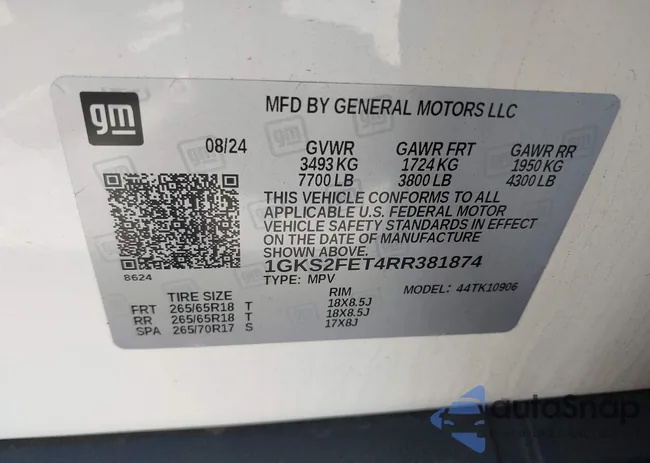 gm
MFD BY GENERAL MOTORS LLC
08/24 GVWR GAWR FRT GAWR RR
3493 KG 1724 KG 1950 KG
7700 LB 3800 LB 4300 LB
THIS VEHICLE CONFORMS TO ALL
APPLICABLE U.S. FEDERAL MOTOR
VEHICLE SAFETY STANDARDS IN EFFECT
ON THE DATE OF MANUFACTURE
SHOWN ABOVE.
8624
1GKS2FET4RR381874
TYPE: MPV MODEL: 44TK10906
TIRE SIZE RIM
FRT 265/65R18 T 18X8.5J
RR 265/65R18 T 18X8.5J
SPA 265/70R17 S 17X8J
autoSnap